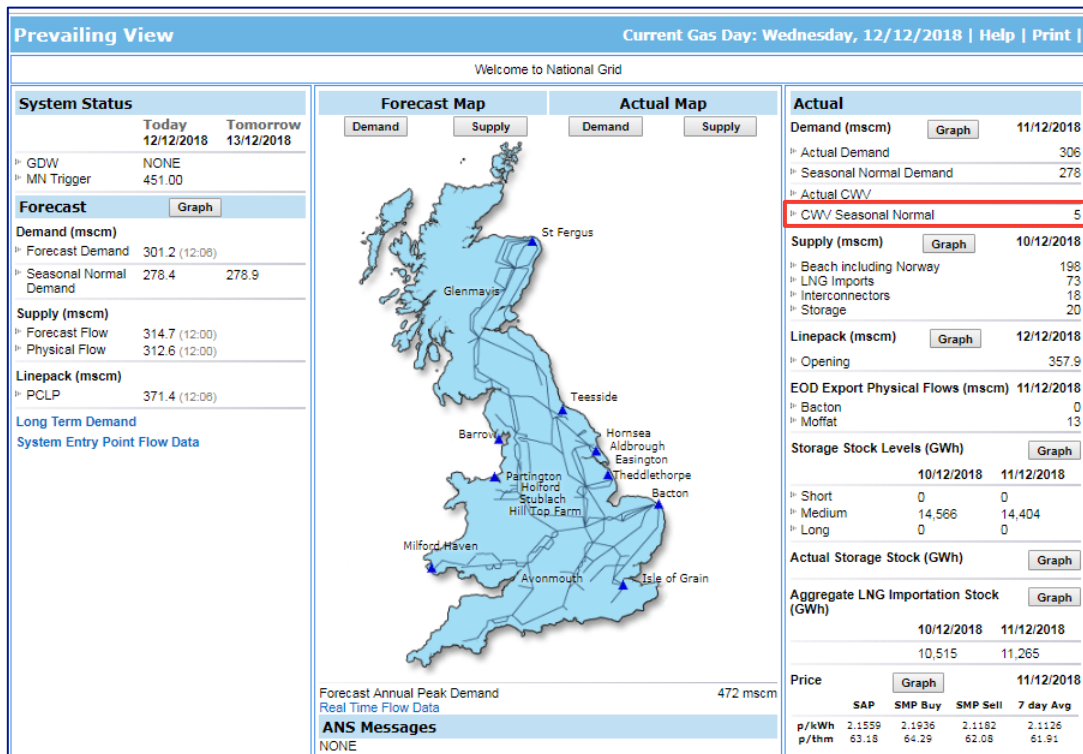 Prevailing View
Current Gas Day: Wednesday, 12/12/2018 | Help | Print |
Welcome to National Grid
System Status
Today Tomorrow
12/12/2018 13/12/2018
GDW NONE
MN Trigger 451.00
Forecast Graph
Demand (mscm)
Forecast Demand 301.2 (12:06)
Seasonal Normal 278.4 278.9
Demand
Supply (mscm)
Forecast Flow 314.7 (12:00)
Physical Flow 312.6 (12:00)
Linepack (mscm)
PCLP 371.4 (12:06)
Long Term Demand
System Entry Point Flow Data
Forecast Map Actual Map
Demand Supply Demand Supply
St Fergus
Glenmavis
Teesside
Barrow
Hornsea
Aldbrough
Easington
Partington
Theddlethorpe
Holford
Stublach
Bacton
Hill Top Farm
Milford Haven
Avonmouth
Isle of Grain
Forecast Annual Peak Demand 472 mscm
Real Time Flow Data
ANS Messages
NONE
Actual
Demand (mscm) Graph 11/12/2018
Actual Demand 306
Seasonal Normal Demand 278
Actual CWV
CWV Seasonal Normal 5
Supply (mscm) Graph 10/12/2018
Beach including Norway 198
LNG Imports 73
Interconnectors 18
Storage 20
Linepack (mscm) Graph 12/12/2018
Opening 357.9
EOD Export Physical Flows (mscm) 11/12/2018
Bacton 0
Moffat 13
Storage Stock Levels (GWh) Graph
10/12/2018 11/12/2018
Short 0 0
Medium 14,566 14,404
Long 0 0
Actual Storage Stock (GWh) Graph
Aggregate LNG Importation Stock Graph
(GWh)
10/12/2018 11/12/2018
10,515 11,265
Price Graph 11/12/2018
SAP SMP Buy SMP Sell 7 day Avg
p/kWh 2.1559 2.1936 2.1182 2.1126
p/thm 63.18 64.29 62.08 61.91